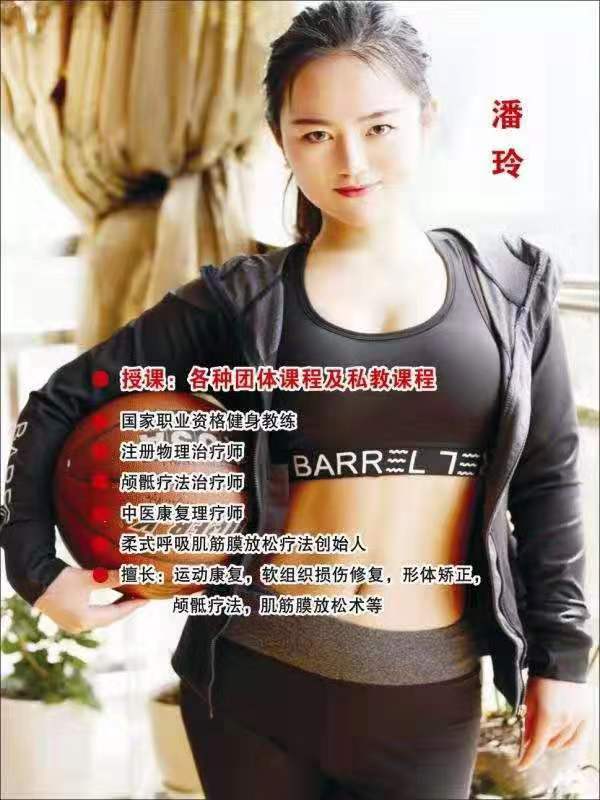 潘
玲
授课：各种团体课程及私教课程
国家职业资格健身教练
注册物理治疗师
颅骶疗法治疗师
中医康复理疗师
柔式呼吸肌筋膜放松疗法创始人
擅长：运动康复，软组织损伤修复，形体矫正，
颅骶疗法，肌筋膜放松术等
BARREL